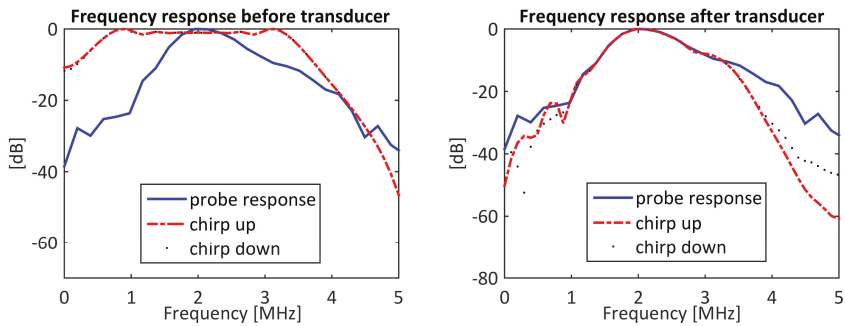 Frequency response before transducer
0
-20
-40
-60
[dB]
probe response
chirp up
chirp down
0 1 2 3 4 5
Frequency [MHz]
Frequency response after transducer
0
-20
-40
-60
-80
[dB]
probe response
chirp up
chirp down
0 1 2 3 4 5
Frequency [MHz]